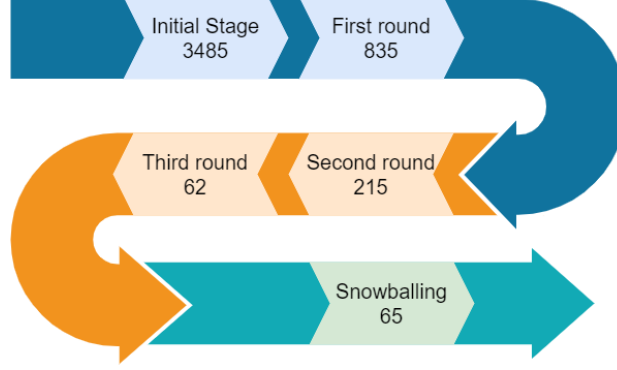 Initial Stage
3485
First round
835
Second round
215
Third round
62
Snowballing
65